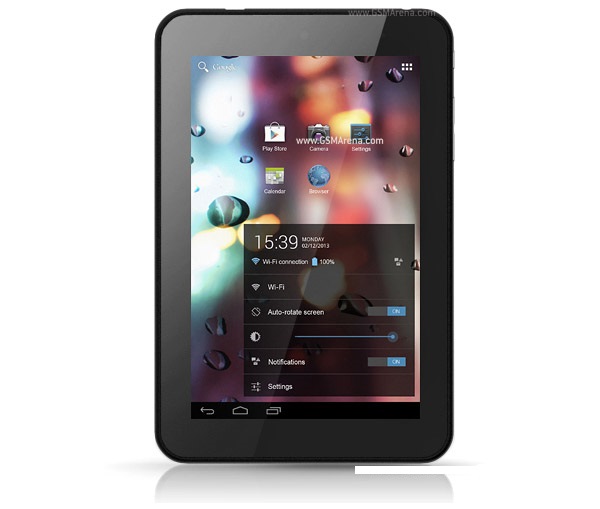 www.GSMArena.com
Google
www.GSMArena.com
Play Store
Camera
Settings
Calendar
Browser
15:39 MONDAY
02/12/2013
Wi-Fi connection 100%
Wi-Fi
Auto-rotate screen ON
Notifications ON
Settings